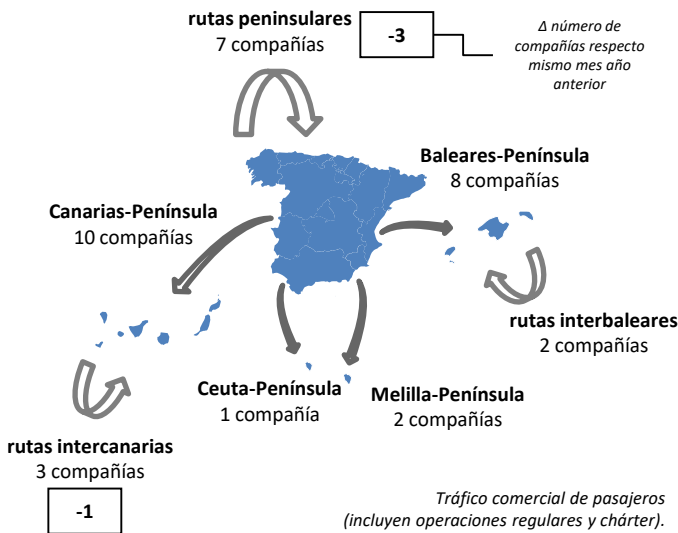 rutas peninsulares
7 compañías
-3
Δ número de
compañías respecto
mismo mes año
anterior
Baleares-Península
8 compañías
Canarias-Península
10 compañías
rutas interbaleares
2 compañías
Ceuta-Península
1 compañía
Melilla-Península
2 compañías
rutas intercanarias
3 compañías
-1
Tráfico comercial de pasajeros
(incluyen operaciones regulares y chárter).